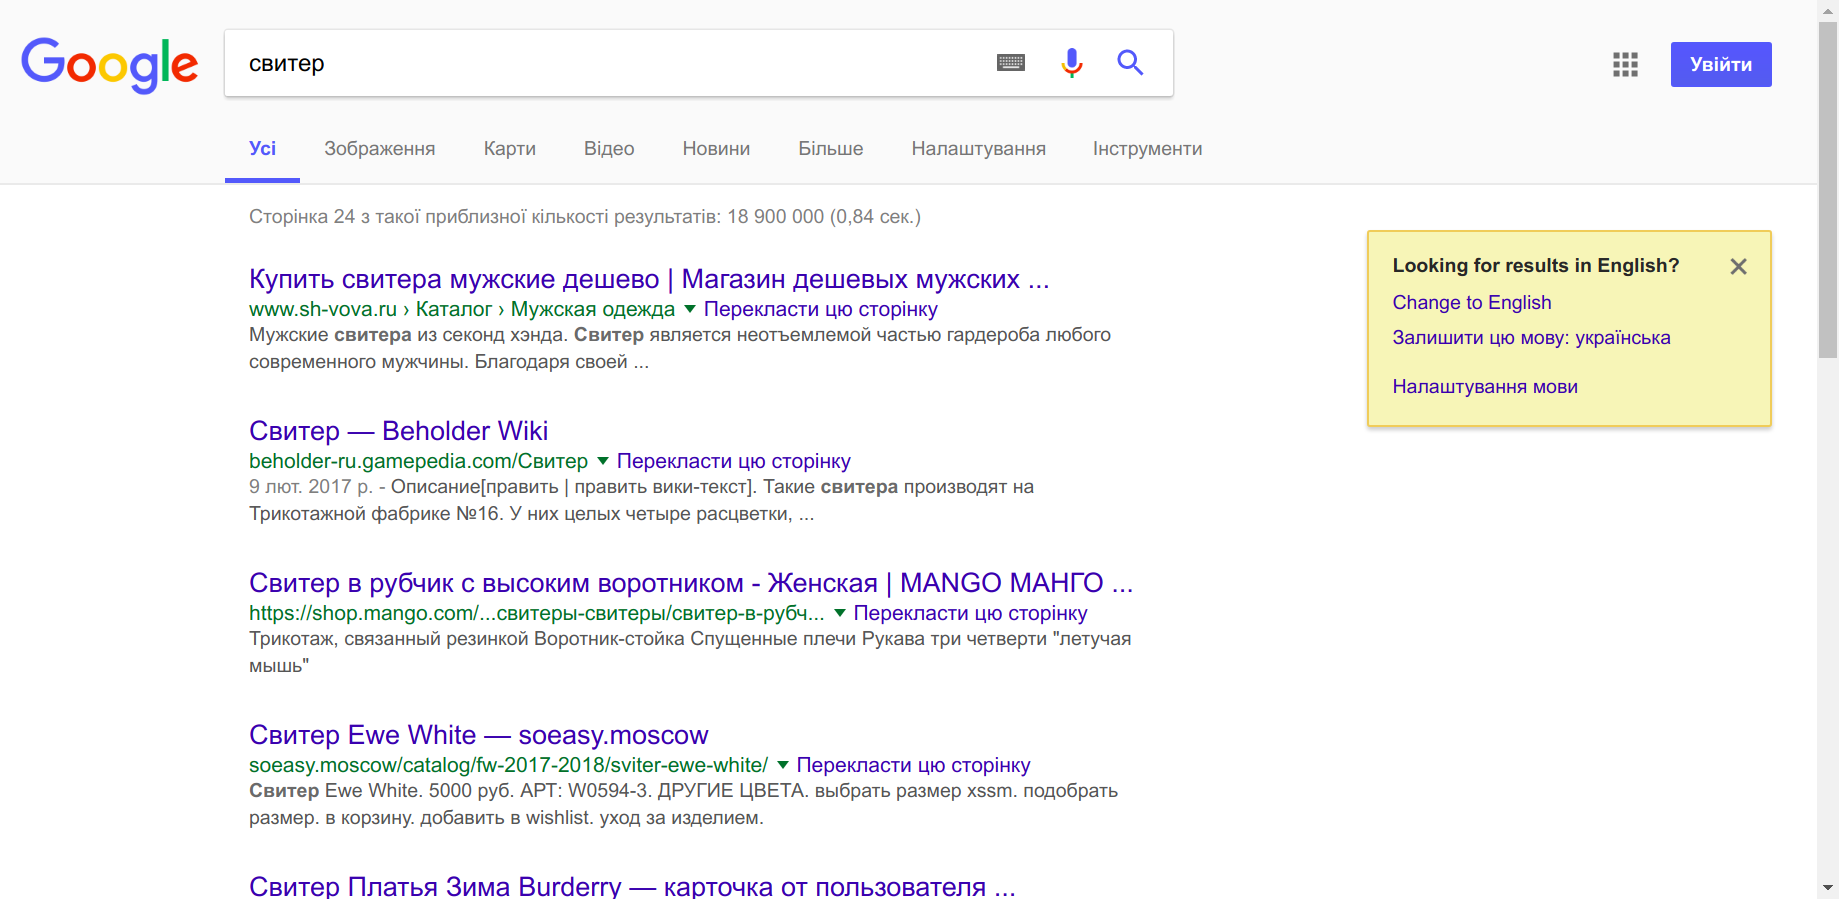 Google
свитер
Увійти
Усі Зображення Карти Відео Новини Більше Налаштування Інструменти
Сторінка 24 з такої приблизної кількості результатів: 18 900 000 (0,84 сек.)
Купить свитера мужские дешево | Магазин дешевых мужских ...
www.sh-vova.ru › Каталог › Мужская одежда Перекласти цю сторінку
Мужские свитера из секонд хэнда. Свитер является неотъемлемой частью гардероба любого
современного мужчины. Благодаря своей ...
Свитер — Beholder Wiki
beholder-ru.gamepedia.com/Свитер Перекласти цю сторінку
9 лют. 2017 р. - Описание[править | править вики-текст]. Такие свитера производят на
Трикотажной фабрике №16. У них целых четыре расцветки, ...
Свитер в рубчик с высоким воротником - Женская | MANGO МАНГО ...
https://shop.mango.com/...свитеры-свитеры/свитер-в-рубч... Перекласти цю сторінку
Трикотаж, связанный резинкой Воротник-стойка Спущенные плечи Рукава три четверти "летучая
мышь"
Свитер Ewe White — soeasy.moscow
soeasy.moscow/catalog/fw-2017-2018/sviter-ewe-white/ Перекласти цю сторінку
Свитер Ewe White. 5000 руб. АРТ: W0594-3. ДРУГИЕ ЦВЕТА. выбрать размер xssm. подобрать
размер. в корзину. добавить в wishlist. уход за изделием.
Свитер Платья Зима Burderry — карточка от пользователя ...
Looking for results in English?
Change to English
Залишити цю мову: українська
Налаштування мови